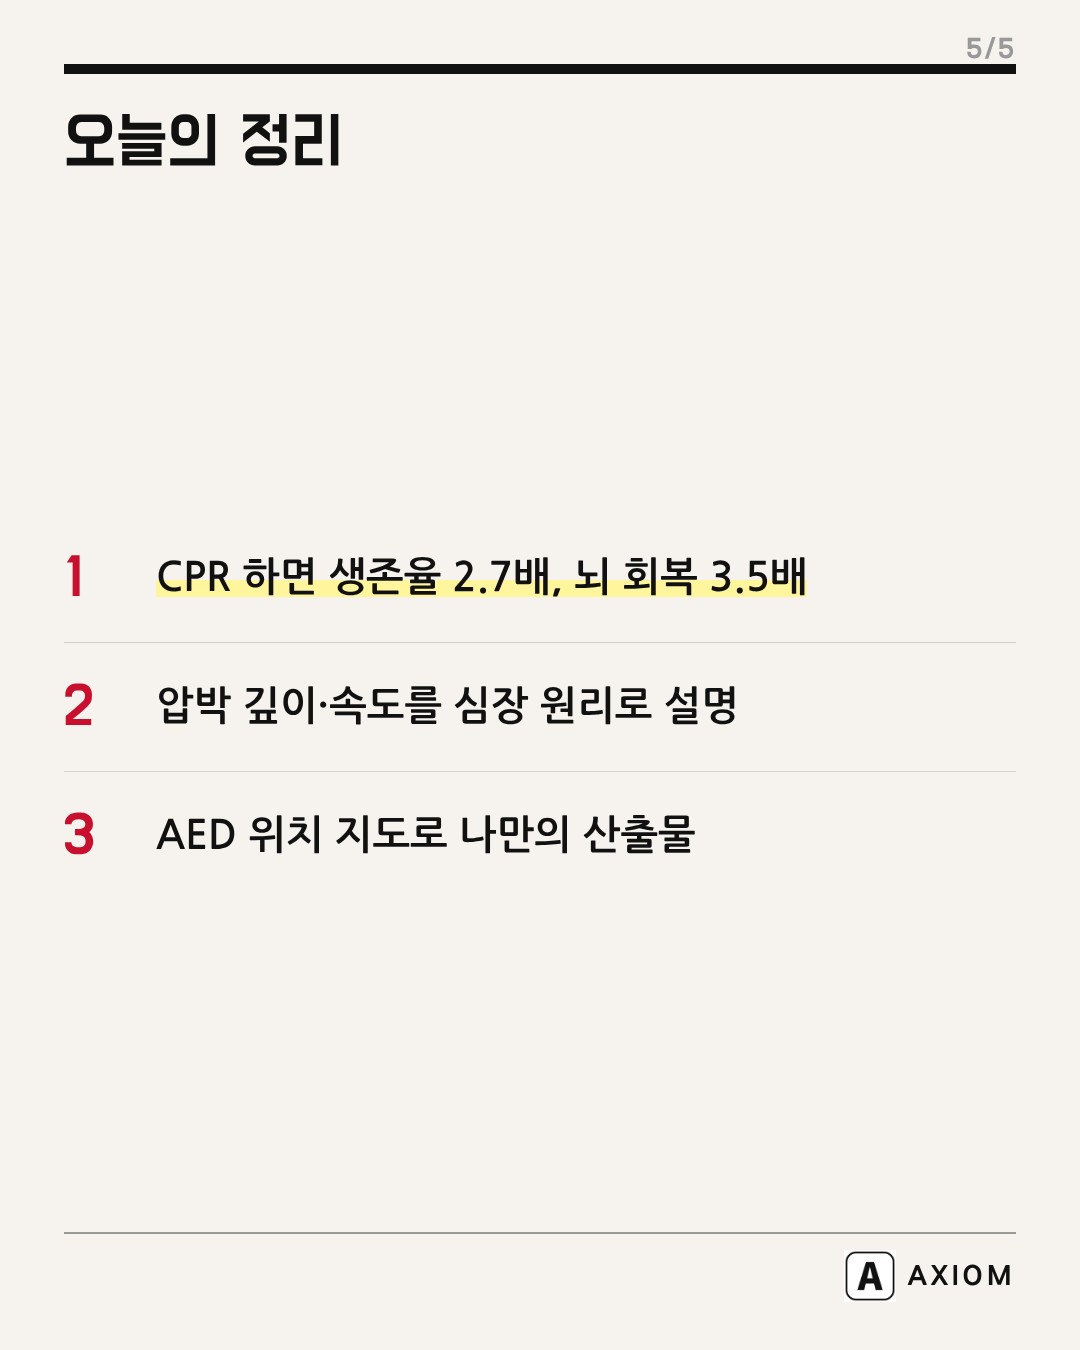 5/5
오늘의 정리
1 CPR 하면 생존율 2.7배, 뇌 회복 3.5배
2 압박 깊이·속도를 심장 원리로 설명
3 AED 위치 지도로 나만의 산출물
A AXIOM